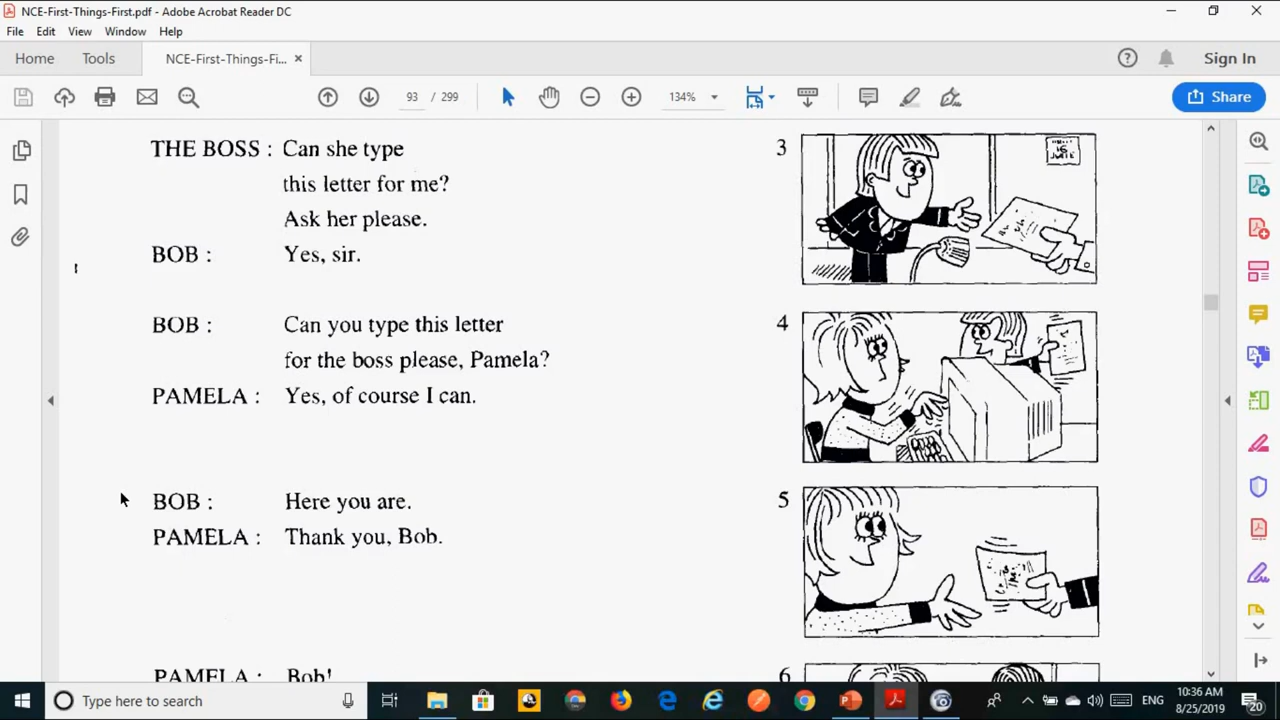 NCE-First-Things-First.pdf - Adobe Acrobat Reader DC
File Edit View Window Help
Home Tools NCE-First-Things-Fi... Sign In
93 / 299 134% Share
THE BOSS : Can she type
this letter for me?
Ask her please.
BOB : Yes, sir.
3
BOB : Can you type this letter
for the boss please, Pamela?
PAMELA : Yes, of course I can.
4
BOB : Here you are.
PAMELA : Thank you, Bob.
5
PAMELA : Bob!
6
Type here to search
ENG
10:36 AM
8/25/2019
20